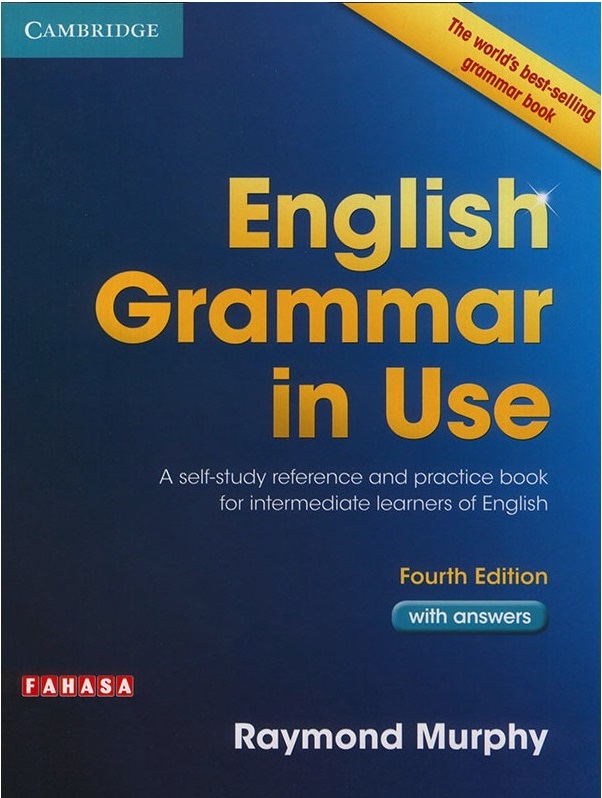 CAMBRIDGE
The world's best-selling
grammar book
English
Grammar
in Use
A self-study reference and practice book
for intermediate learners of English
Fourth Edition
with answers
FAHASA
Raymond Murphy